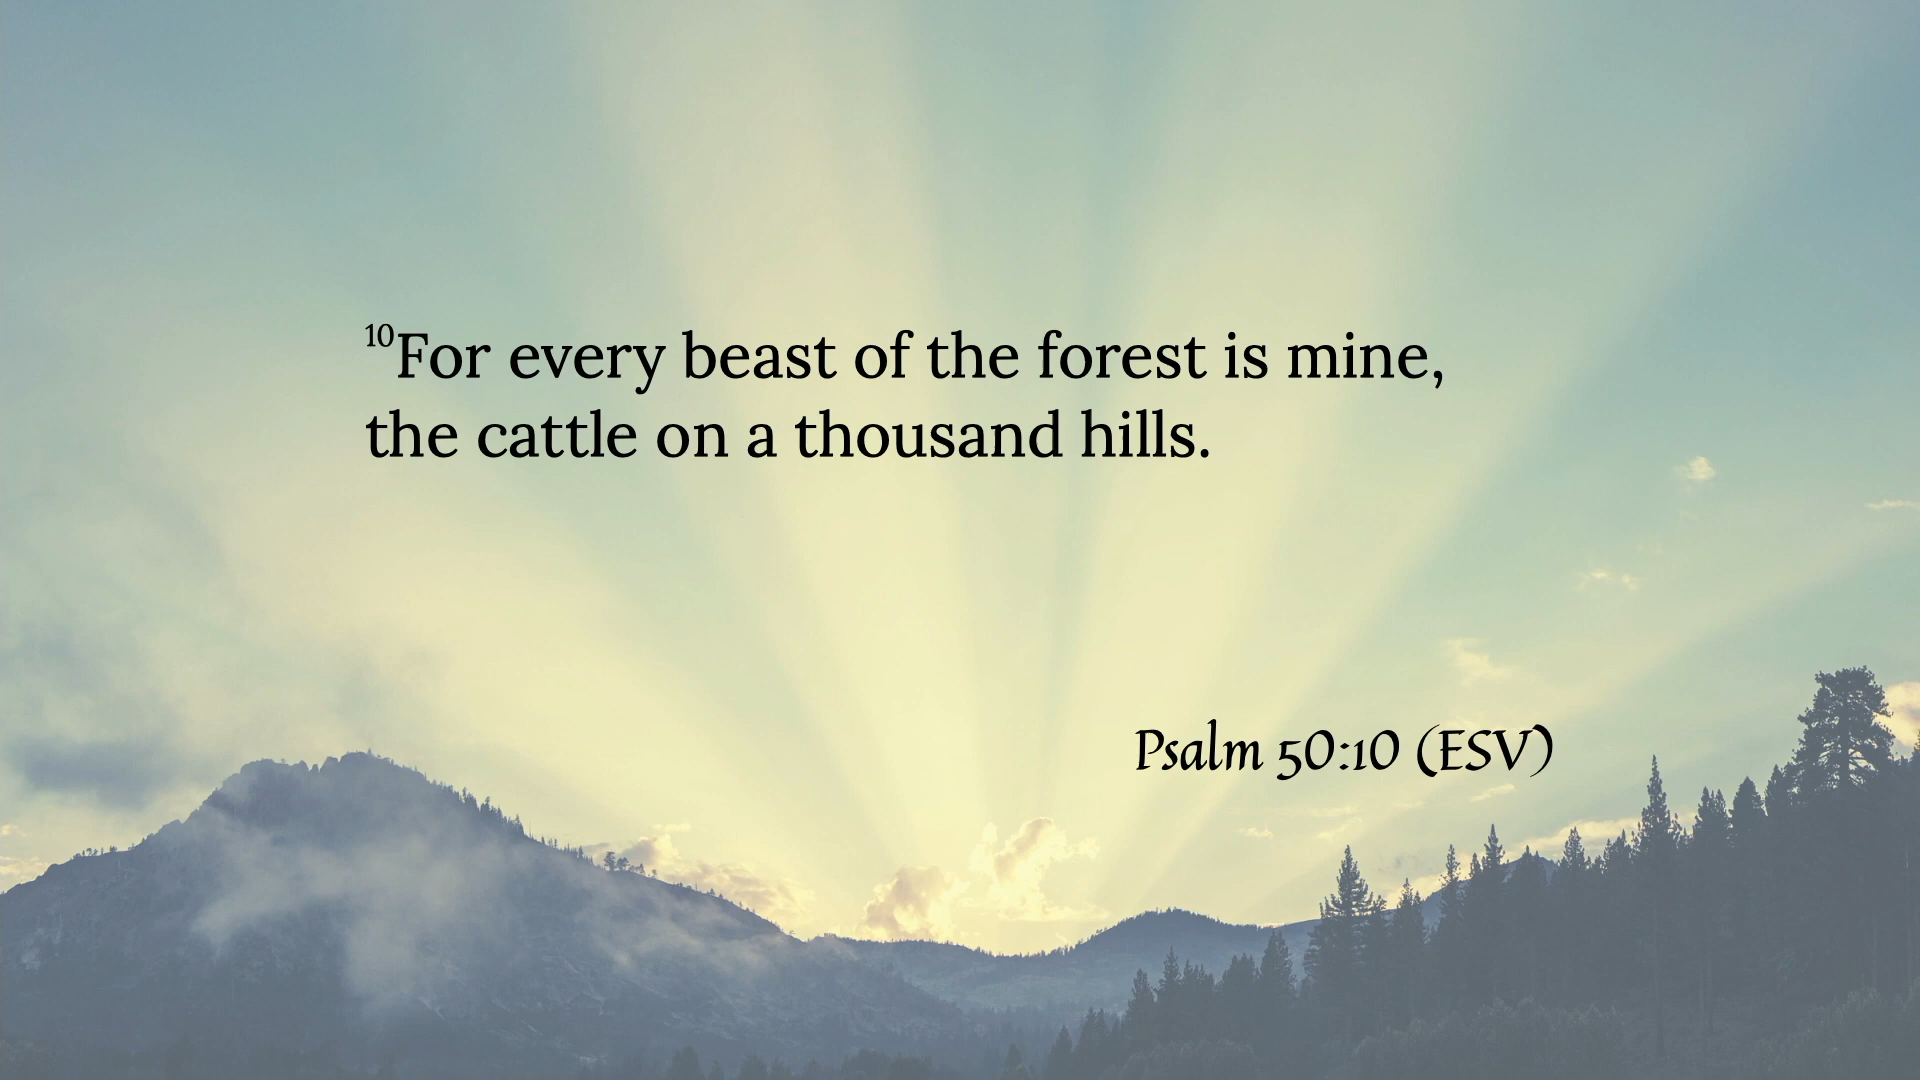 10For every beast of the forest is mine,
the cattle on a thousand hills.
Psalm 50:10 (ESV)